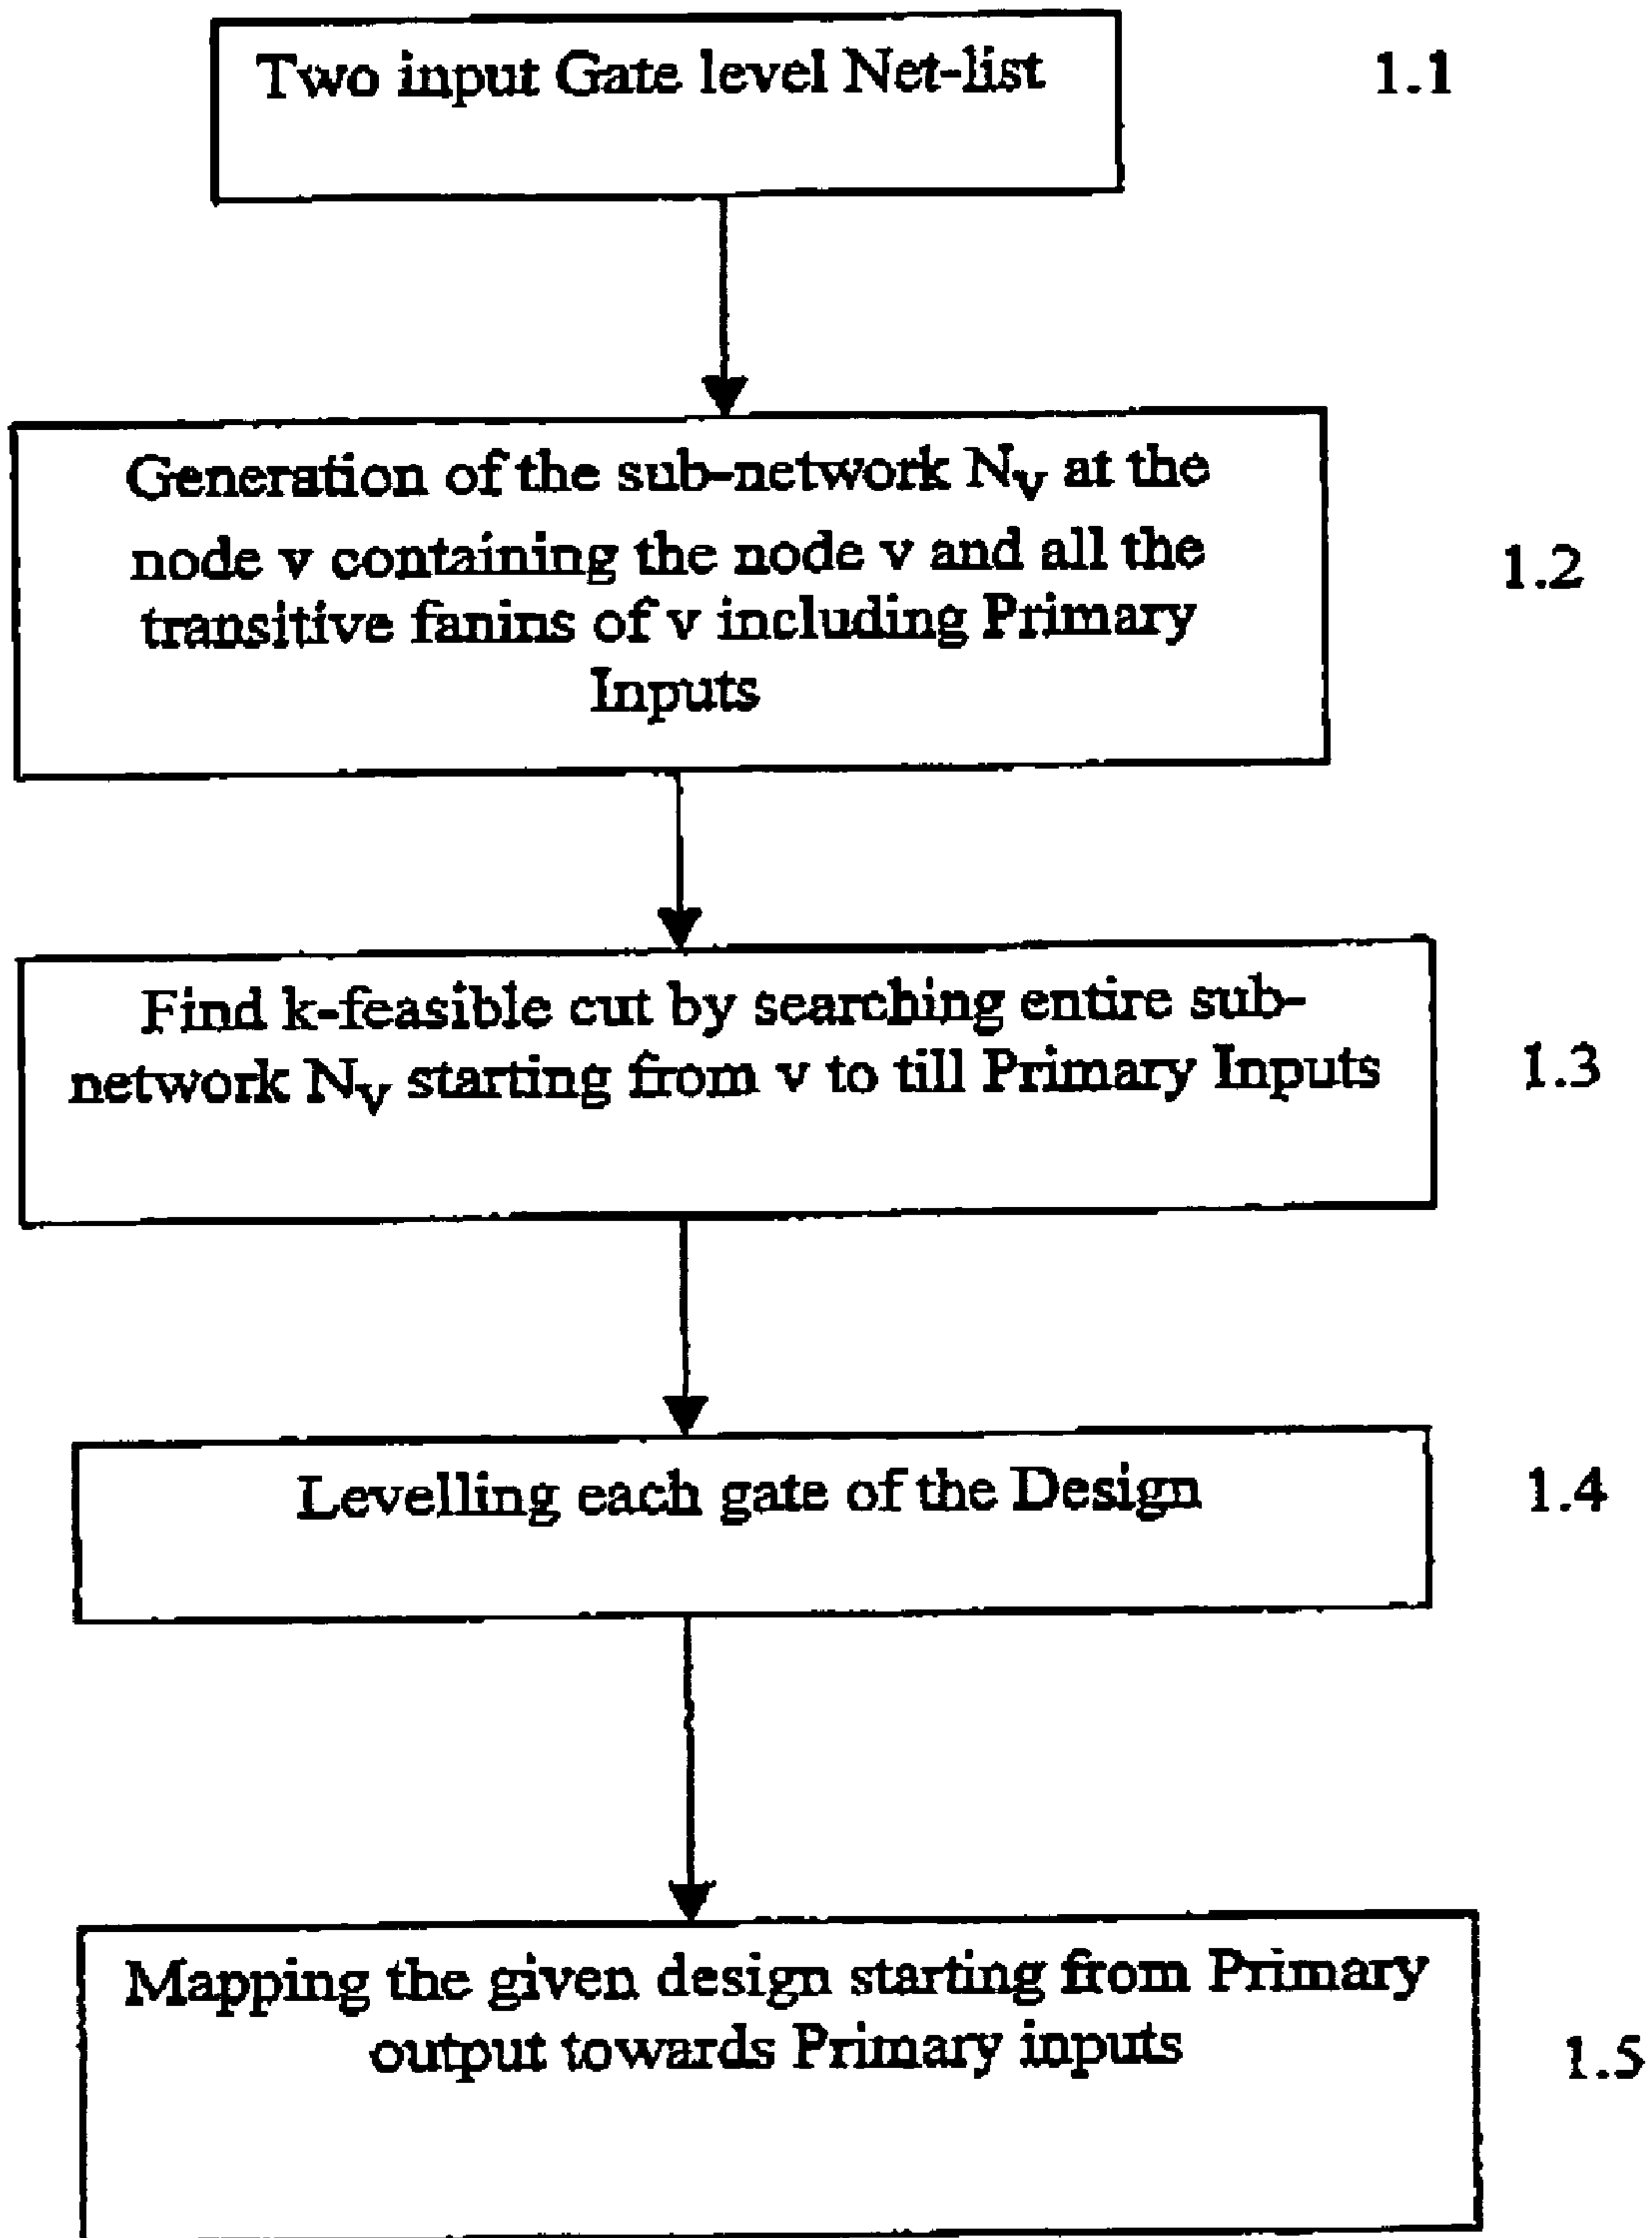 Two input Gate level Net-list
1.1
Generation of the sub-network Nv at the
node v containing the node v and all the
transitive fanins of v including Primary
Inputs
1.2
Find k-feasible cut by searching entire sub-
network Nv starting from v to till Primary Inputs
1.3
Levelling each gate of the Design
1.4
Mapping the given design starting from Primary
output towards Primary inputs
1.5